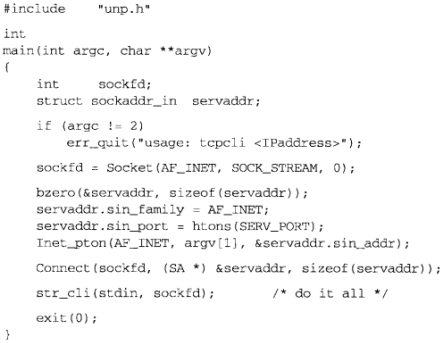 #include    "unp.h"
int
main(int argc, char **argv)
{
    int     sockfd;
    struct sockaddr_in  servaddr;
    if (argc != 2)
        err_quit("usage: tcpcli <IPaddress>");
    sockfd = Socket(AF_INET, SOCK_STREAM, 0);
    bzero(&servaddr, sizeof(servaddr));
    servaddr.sin_family = AF_INET;
    servaddr.sin_port = htons(SERV_PORT);
    Inet_pton(AF_INET, argv[1], &servaddr.sin_addr);
    Connect(sockfd, (SA *) &servaddr, sizeof(servaddr));
    str_cli(stdin, sockfd);     /* do it all */
    exit(0);
}